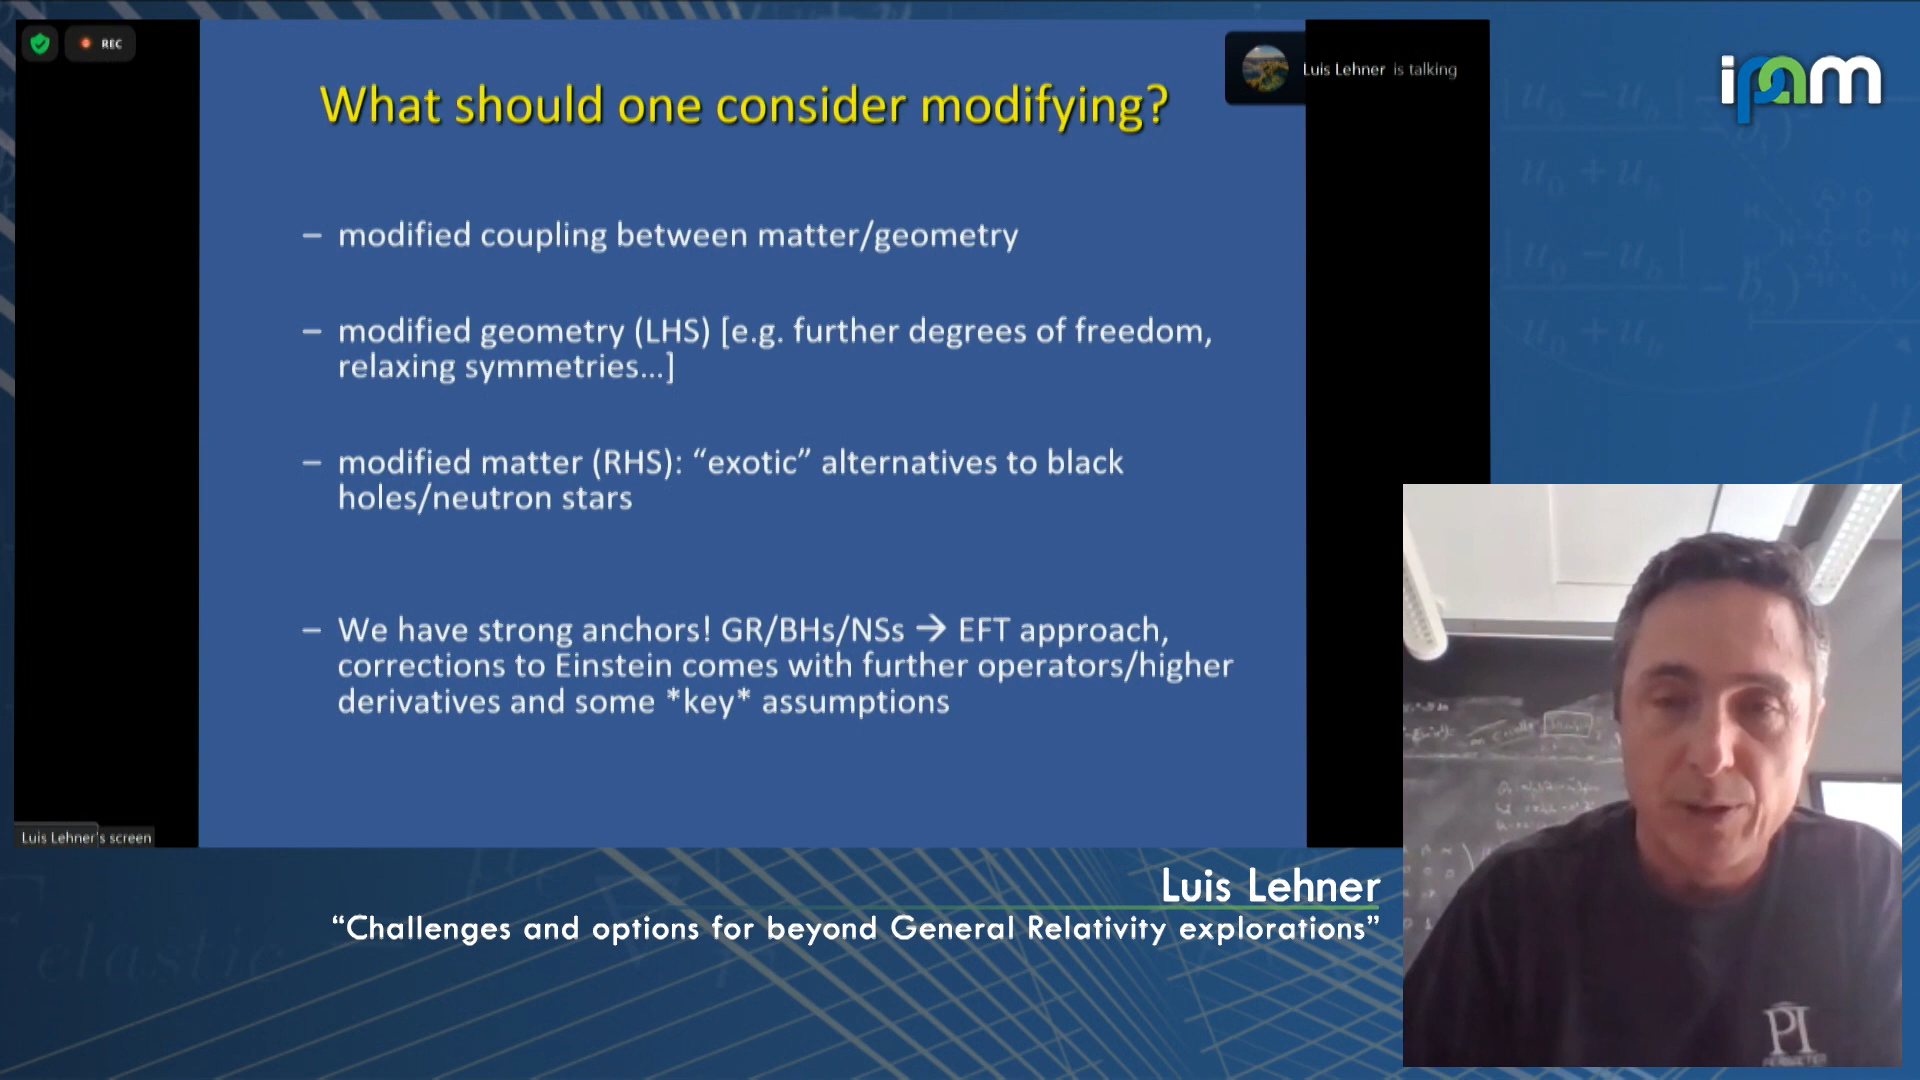 REC
Luis Lehner is talking
ipam
What should one consider modifying?
– modified coupling between matter/geometry
– modified geometry (LHS) [e.g. further degrees of freedom,
relaxing symmetries...]
– modified matter (RHS): “exotic” alternatives to black
holes/neutron stars
– We have strong anchors! GR/BHs/NSs → EFT approach,
corrections to Einstein comes with further operators/higher
derivatives and some *key* assumptions
Luis Lehner's screen
Luis Lehner
“Challenges and options for beyond General Relativity explorations”
PI
PERIMETER
elastic